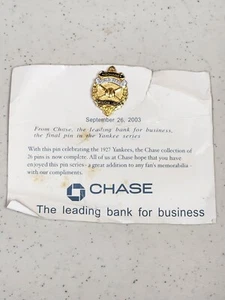 September 26, 2003
From Chase, the leading bank for business,
the final pin in the Yankee series
With this pin celebrating the 1927 Yankees, the Chase collection of
26 pins is now complete. All of us at Chase hope that you have
enjoyed this pin series- a great addition to any fan's memorabilia -
with our compliments.
CHASE
The leading bank for business